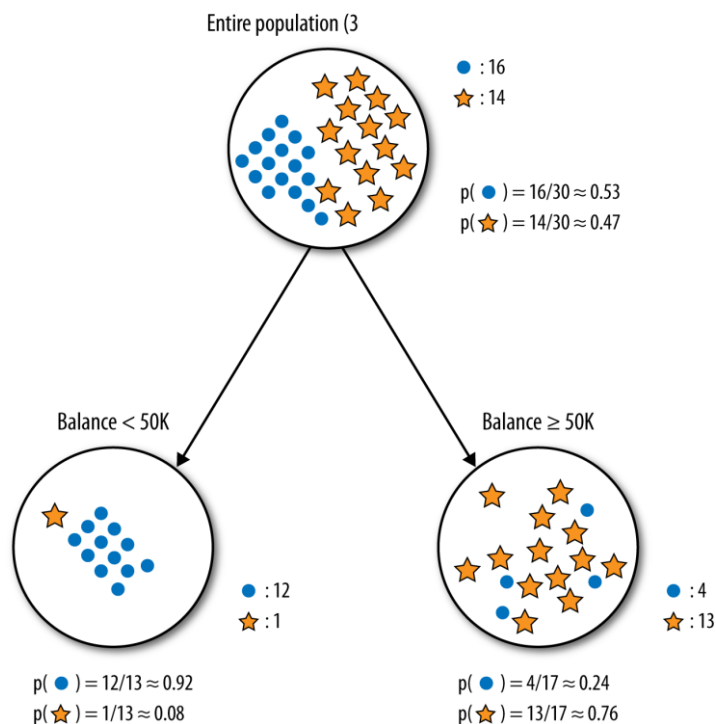 Entire population (3
: 16
: 14
p( ) = 16/30 ≈ 0.53
p( ) = 14/30 ≈ 0.47
Balance < 50K
Balance ≥ 50K
: 12
: 1
: 4
: 13
p( ) = 12/13 ≈ 0.92
p( ) = 1/13 ≈ 0.08
p( ) = 4/17 ≈ 0.24
p( ) = 13/17 ≈ 0.76